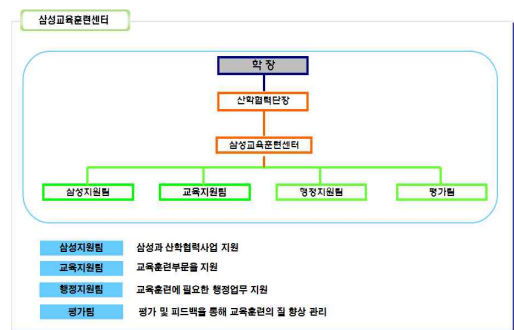 삼성교육훈련센터
학 장
산학협력단장
삼성교육훈련센터
삼성지원팀 교육지원팀 행정지원팀 평가팀
삼성지원팀 삼성과 산학협력사업 지원
교육지원팀 교육훈련부문을 지원
행정지원팀 교육훈련에 필요한 행정업무 지원
평가팀 평가 및 피드백을 통해 교육훈련의 질 향상 관리